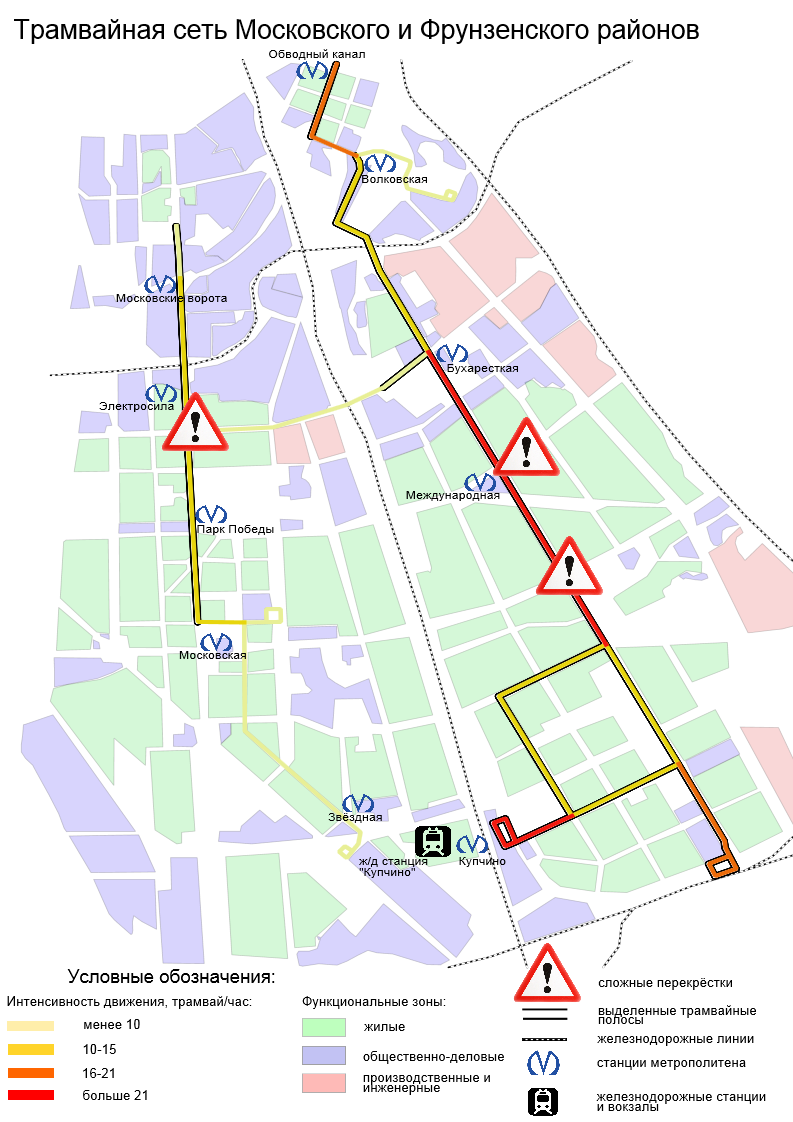 Трамвайная сеть Московского и Фрунзенского районов
Обводный канал
Волковская
Московские ворота
Бухаресткая
Электросила
Международная
Парк Победы
Московская
Звёздная
ж/д станция
"Купчино"
Купчино
Условные обозначения:
Интенсивность движения, трамвай/час:
менее 10
10-15
16-21
больше 21
Функциональные зоны:
жилые
общественно-деловые
производственные и
инженерные
сложные перекрёстки
выделенные трамвайные
полосы
железнодорожные линии
станции метрополитена
железнодорожные станции
и вокзалы